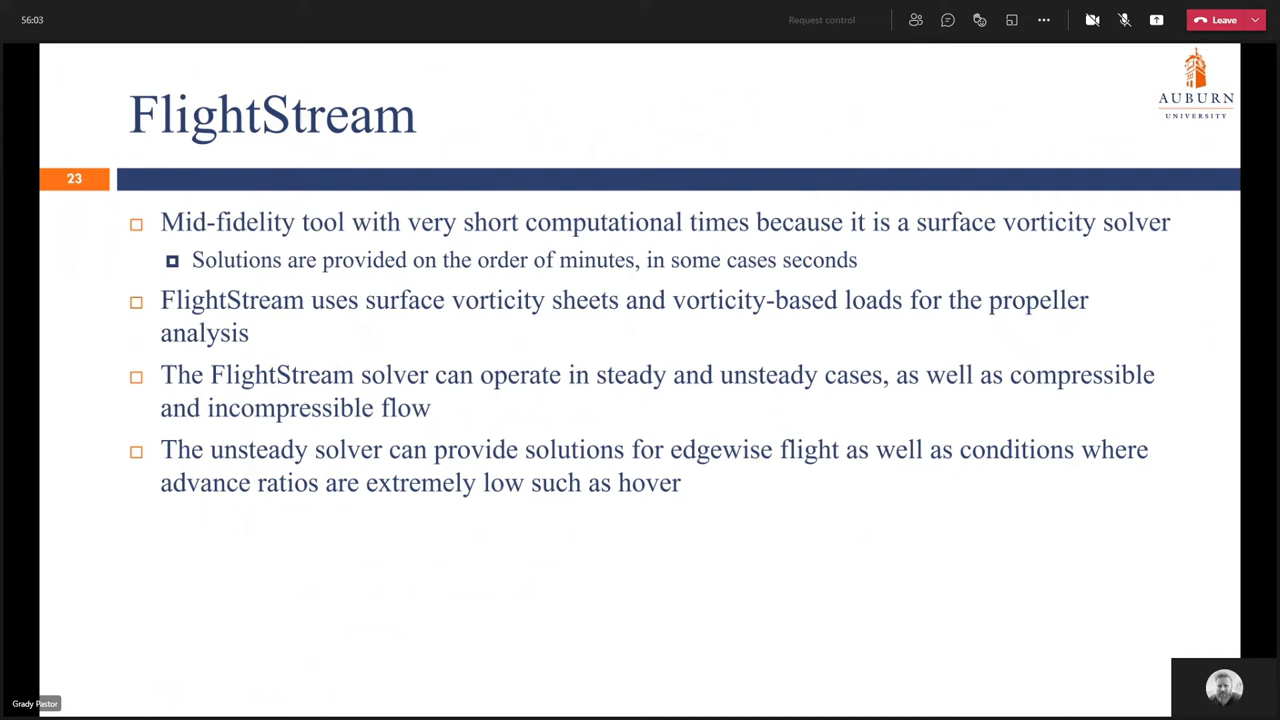 56:03
Request control
Leave
FlightStream
AUBURN
UNIVERSITY
23
Mid-fidelity tool with very short computational times because it is a surface vorticity solver
Solutions are provided on the order of minutes, in some cases seconds
FlightStream uses surface vorticity sheets and vorticity-based loads for the propeller
analysis
The FlightStream solver can operate in steady and unsteady cases, as well as compressible
and incompressible flow
The unsteady solver can provide solutions for edgewise flight as well as conditions where
advance ratios are extremely low such as hover
Grady Pastor